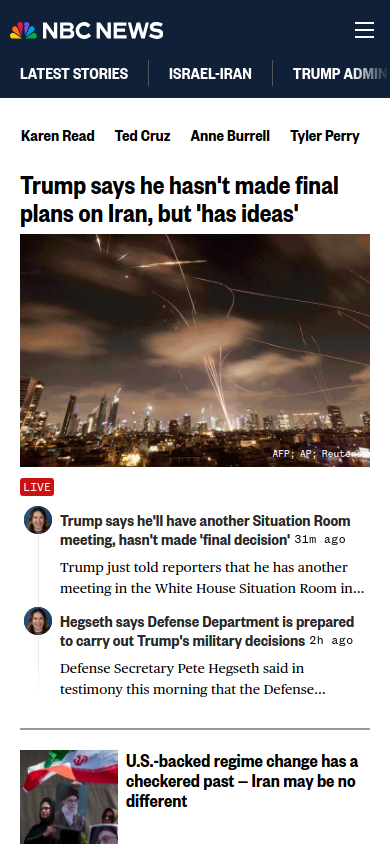 NBC NEWS
LATEST STORIES
ISRAEL-IRAN
TRUMP ADMIN
Karen Read
Ted Cruz
Anne Burrell
Tyler Perry
Trump says he hasn't made final
plans on Iran, but 'has ideas'
AFP; AP; Reuters
LIVE
Trump says he'll have another Situation Room
meeting, hasn't made 'final decision' 31m ago
Trump just told reporters that he has another
meeting in the White House Situation Room in...
Hegseth says Defense Department is prepared
to carry out Trump's military decisions 2h ago
Defense Secretary Pete Hegseth said in
testimony this morning that the Defense...
U.S.-backed regime change has a
checkered past — Iran may be no
different